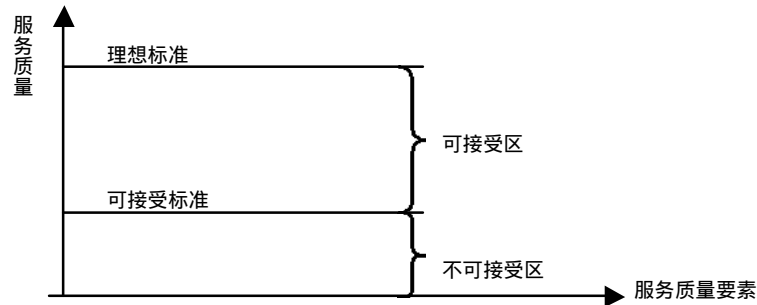 服务质量
理想标准
可接受区
可接受标准
不可接受区
服务质量要素